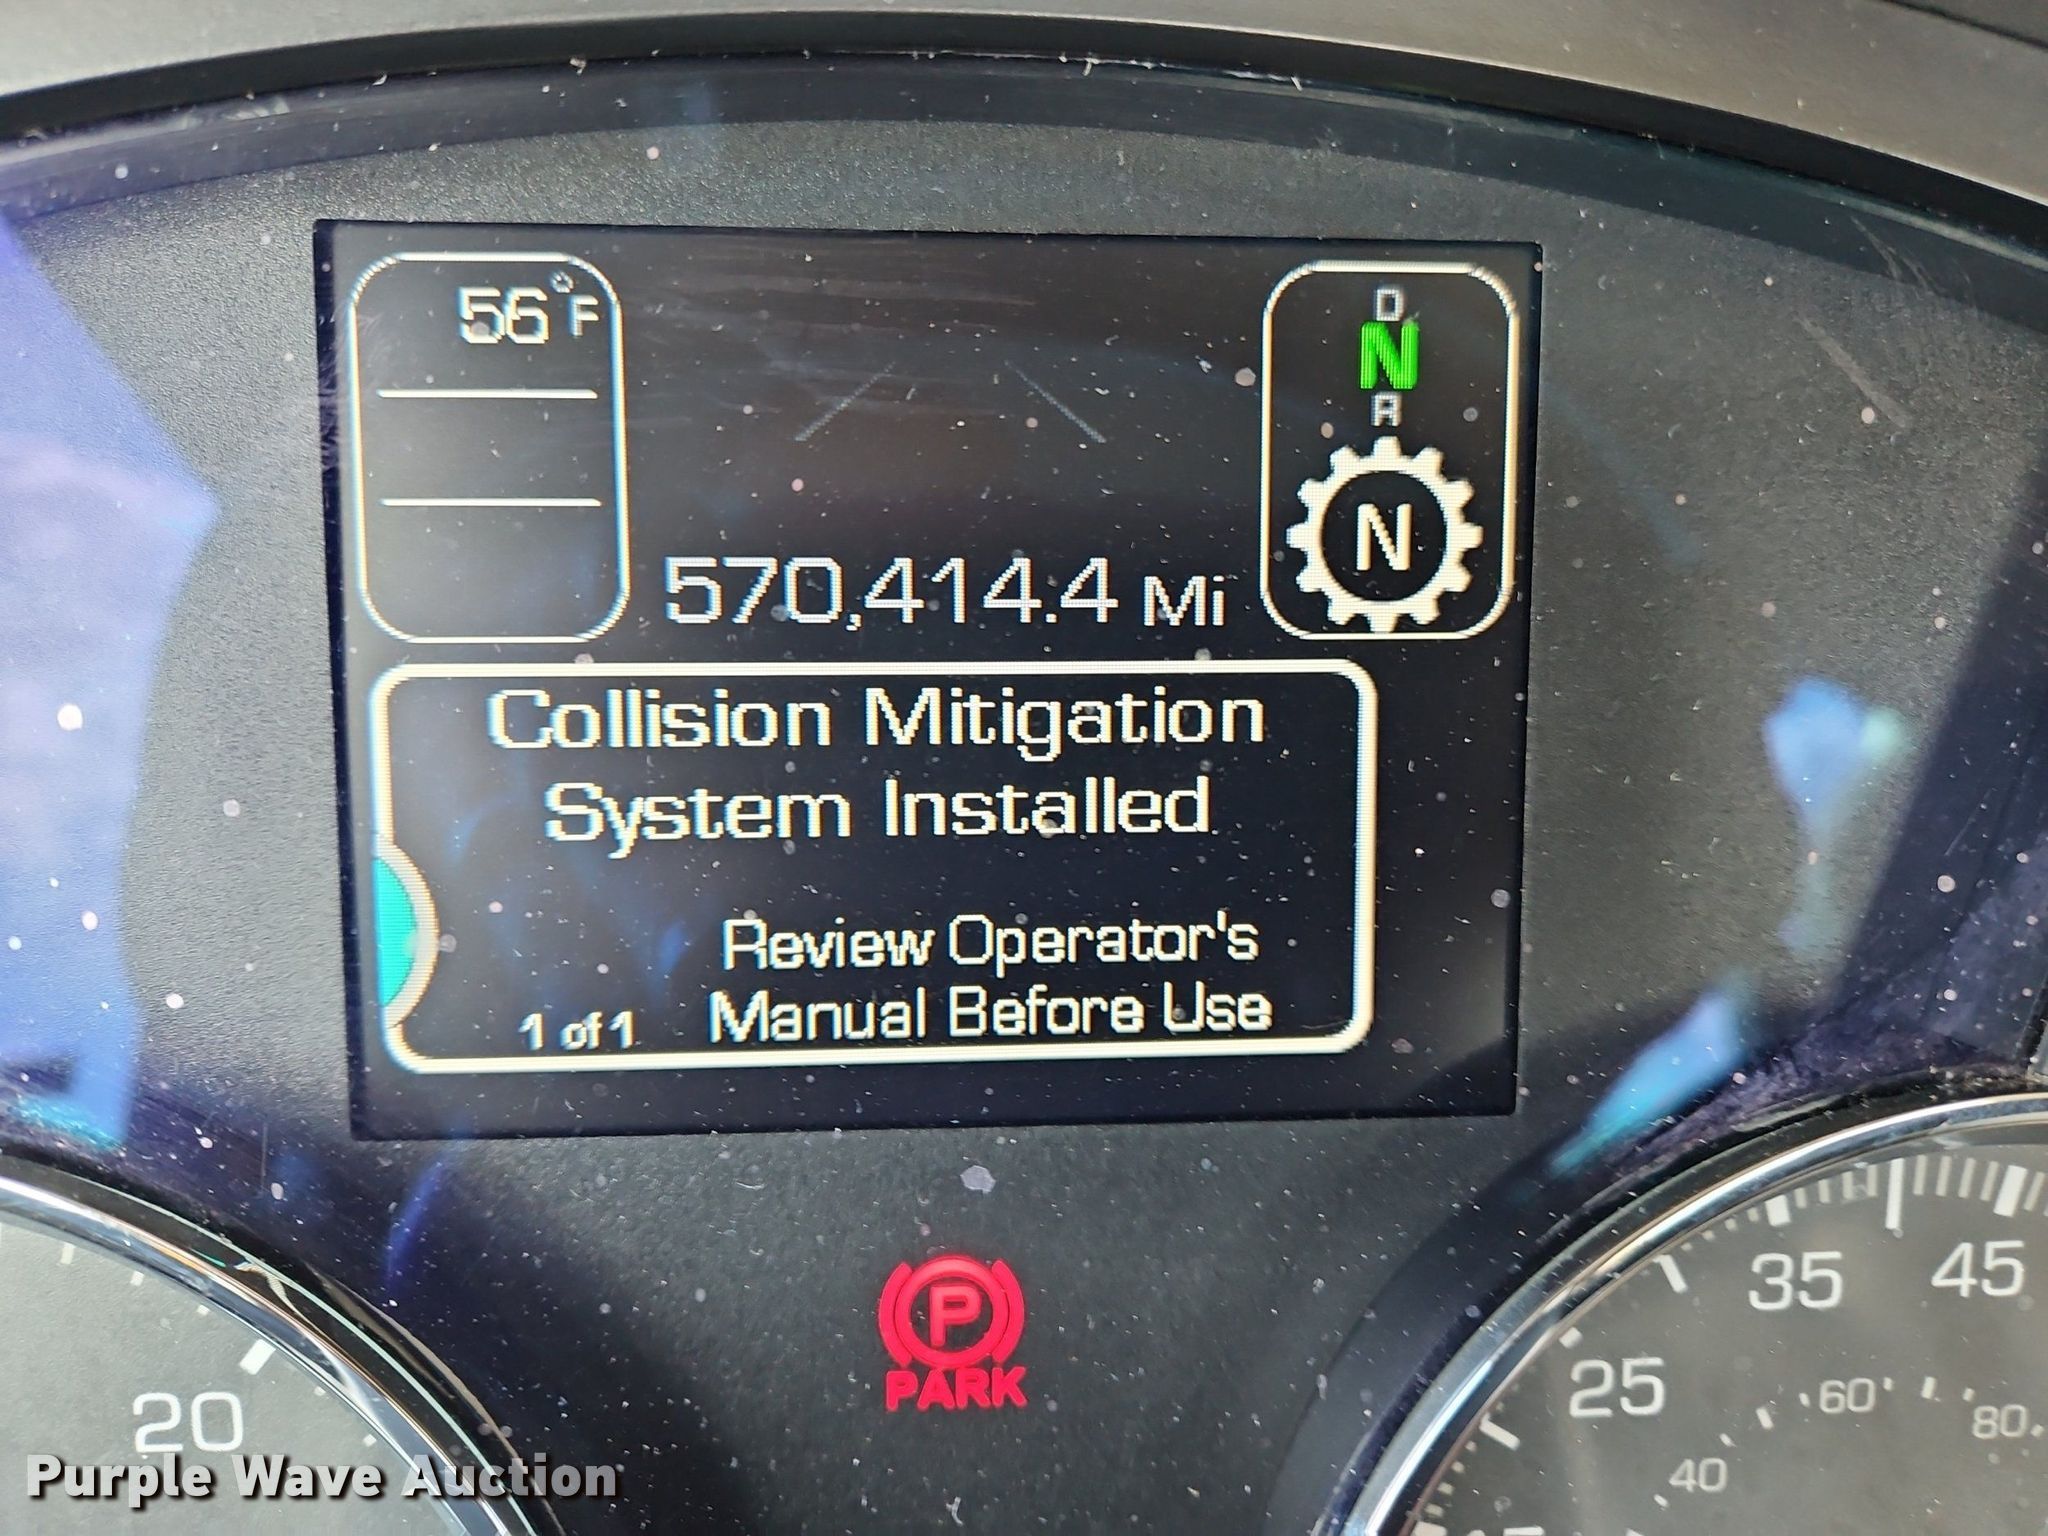 56°F
D
N
R
N
570,414.4 Mi
Collision Mitigation
System Installed
Review Operator's
1 of 1 Manual Before Use
P
PARK
20
25
35
45
40
60
80
Purple Wave Auction